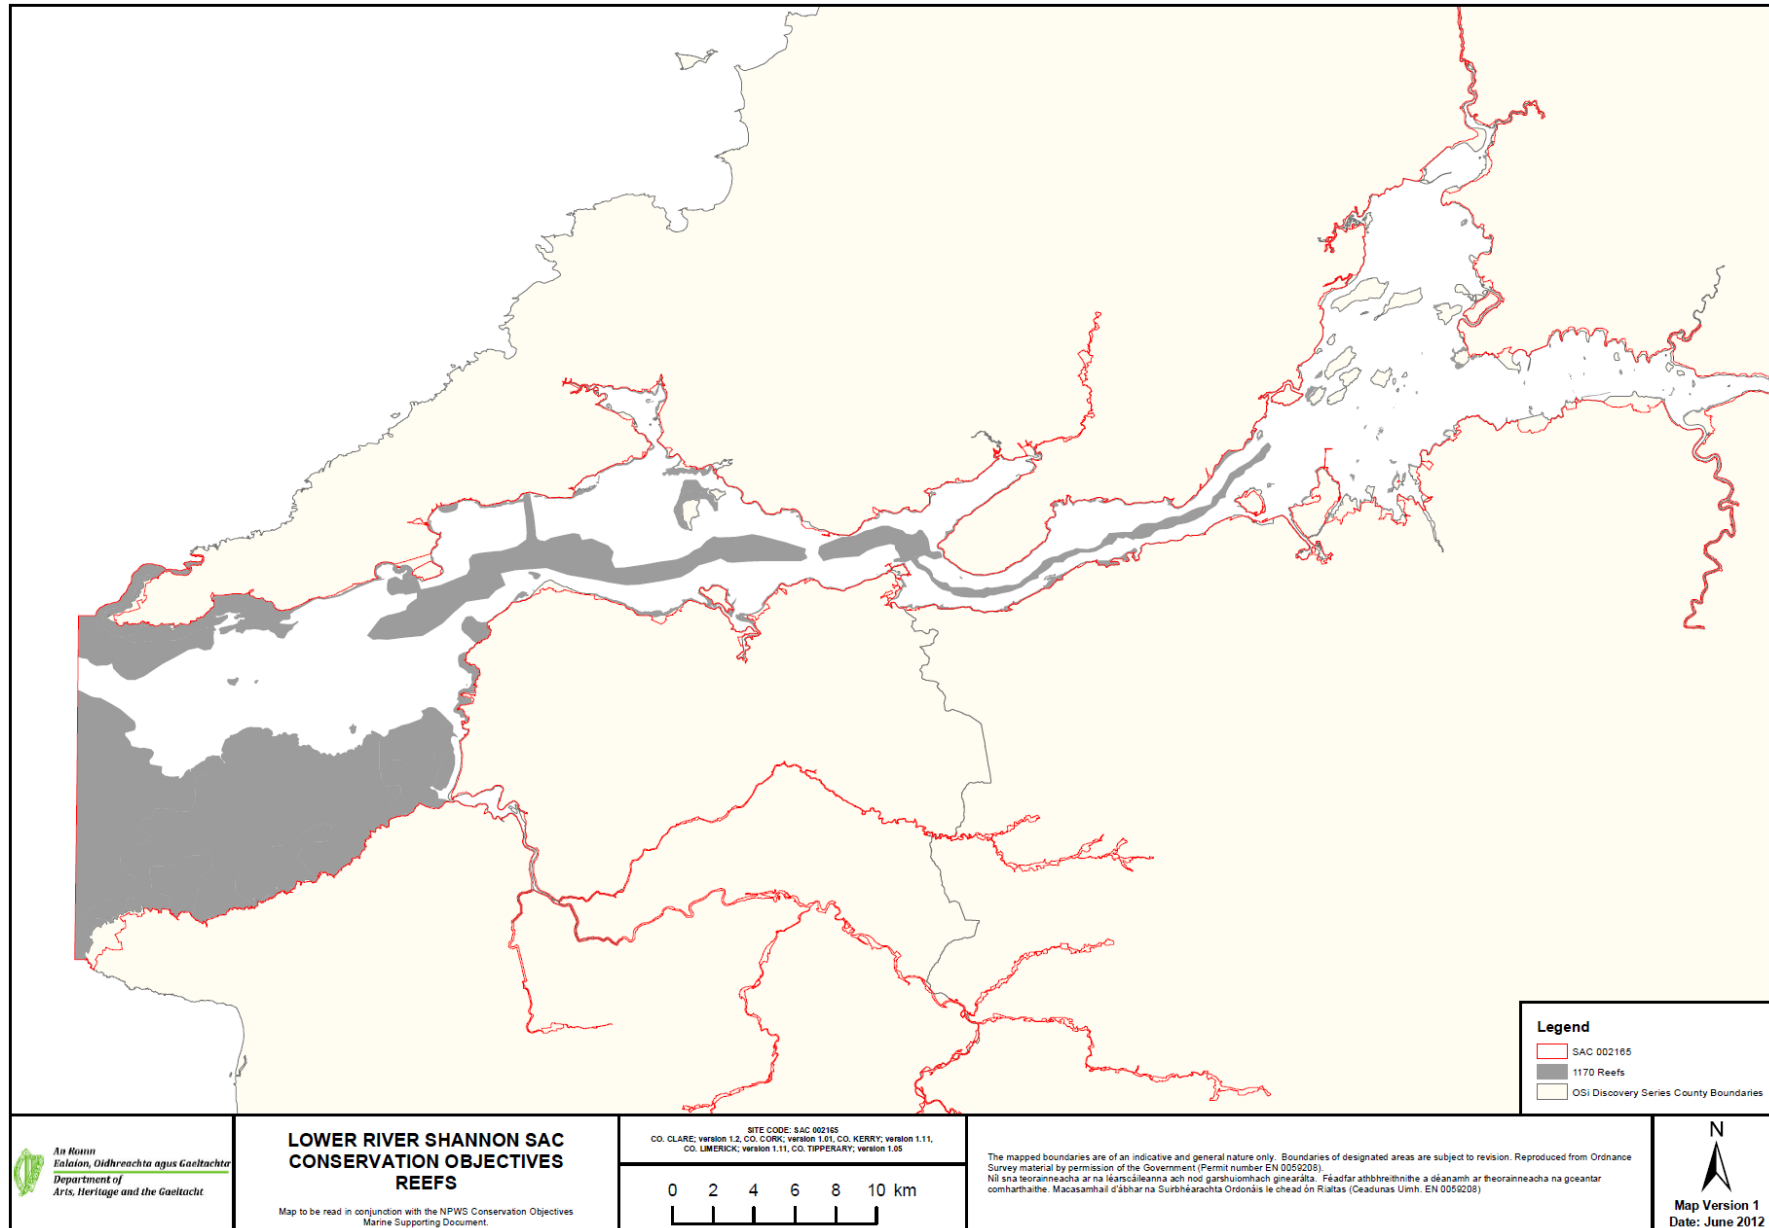 Legend
SAC 002165
1170 Reefs
OSi Discovery Series County Boundaries
An Roinn
Ealaíon, Oidhreachta agus Gaeltachta
Department of
Arts, Heritage and the Gaeltacht
LOWER RIVER SHANNON SAC
CONSERVATION OBJECTIVES
REEFS
Map to be read in conjunction with the NPWS Conservation Objectives
Marine Supporting Document.
SITE CODE: SAC 002165
CO. CLARE; version 1.2, CO. CORK; version 1.01, CO. KERRY; version 1.11,
CO. LIMERICK; version 1.11, CO. TIPPERARY; version 1.05
0 2 4 6 8 10 km
The mapped boundaries are of an indicative and general nature only. Boundaries of designated areas are subject to revision. Reproduced from Ordnance
Survey material by permission of the Government (Permit number EN 0059208).
Níl sna teorainneacha ar na léarscáileanna ach nod garshuiomhach ginearálta. Féadfar athbhreithnithe a déanamh ar theorainneacha na gceantar
comharthaithe. Macasamhail d'ábhar na Suirbhéarachta Ordonáis le chead ón Rialtas (Ceadunas Uimh. EN 0059208)
N
Map Version 1
Date: June 2012